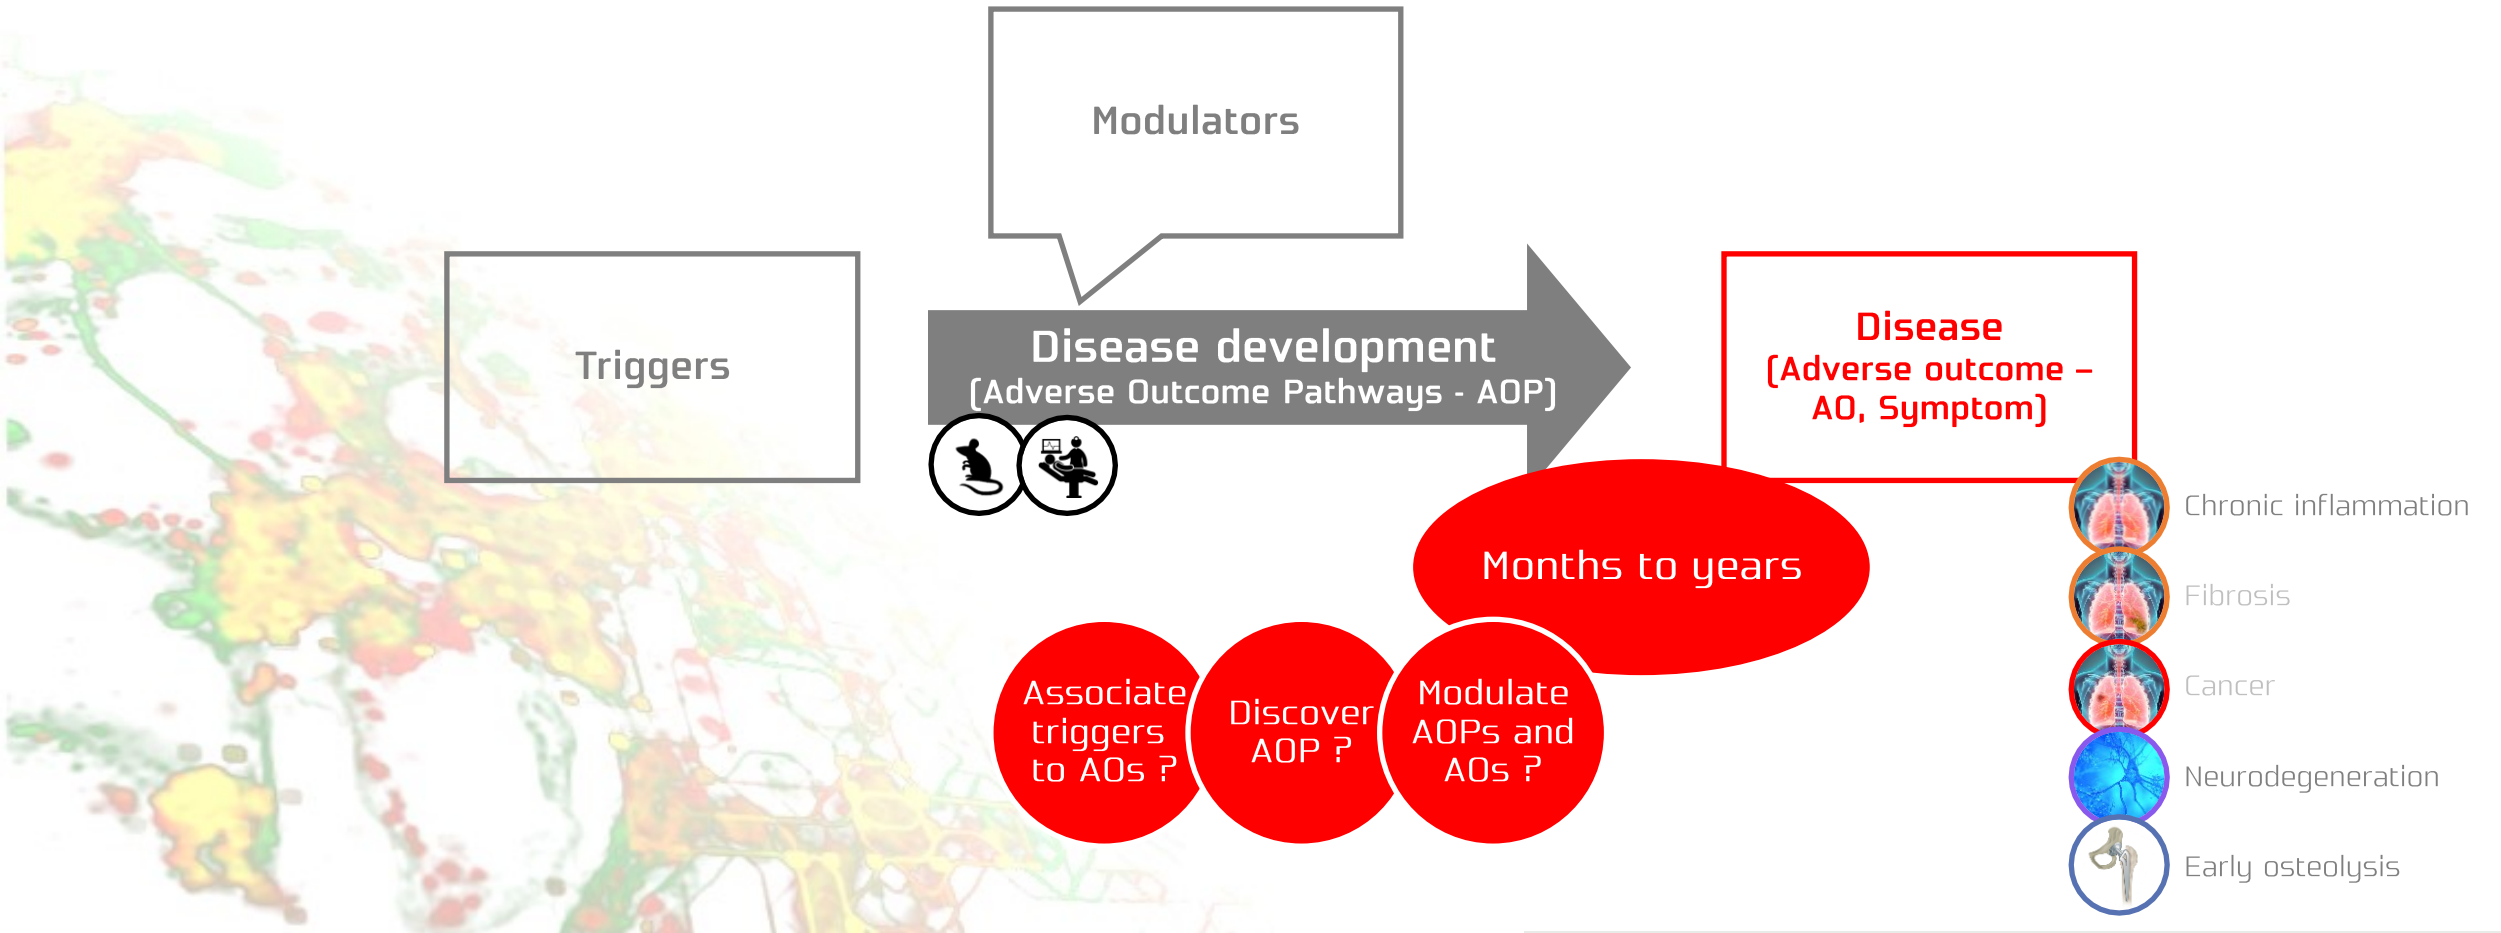 Modulators
Triggers
Disease development
(Adverse Outcome Pathways - AOP)
Disease
(Adverse outcome –
AO, Symptom)
Months to years
Associate
triggers
to AOs ?
Discover
AOP ?
Modulate
AOPs and
AOs ?
Chronic inflammation
Fibrosis
Cancer
Neurodegeneration
Early osteolysis